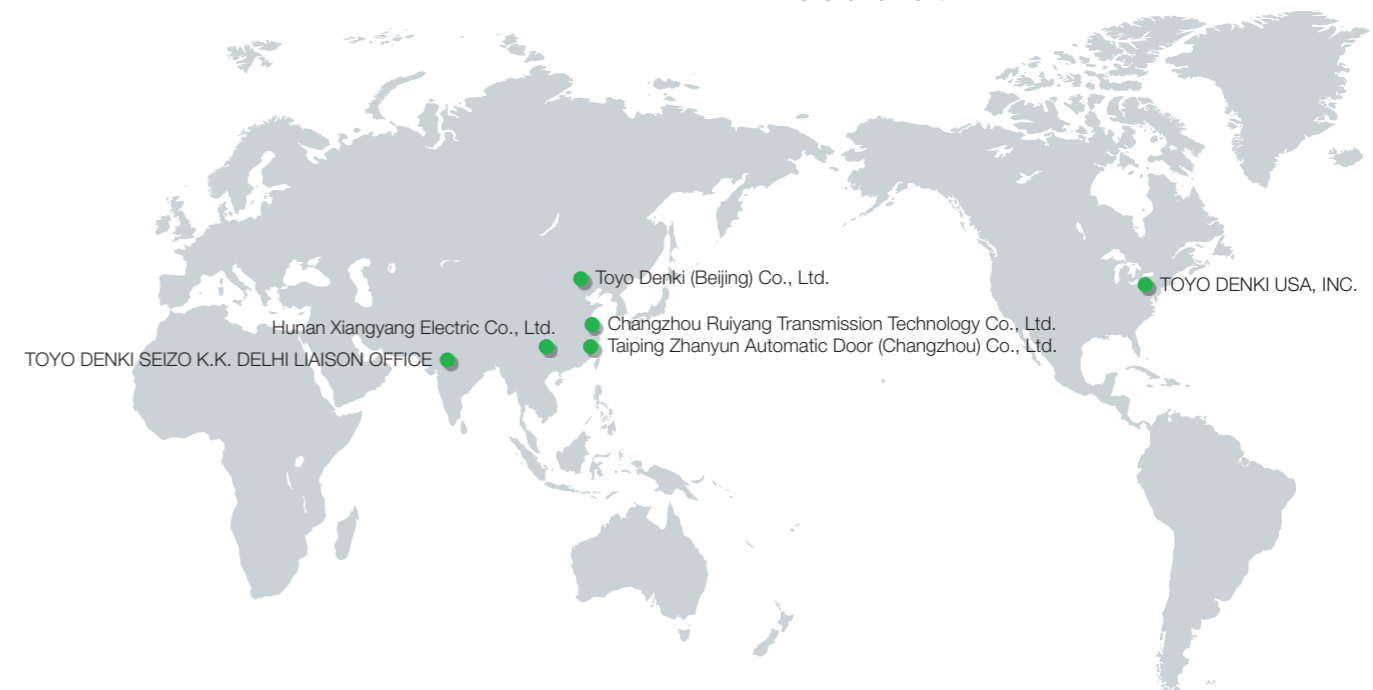 Toyo Denki (Beijing) Co., Ltd.
TOYO DENKI USA, INC.
Hunan Xiangyang Electric Co., Ltd.
Changzhou Ruiyang Transmission Technology Co., Ltd.
Taiping Zhanyun Automatic Door (Changzhou) Co., Ltd.
TOYO DENKI SEIZO K.K. DELHI LIAISON OFFICE